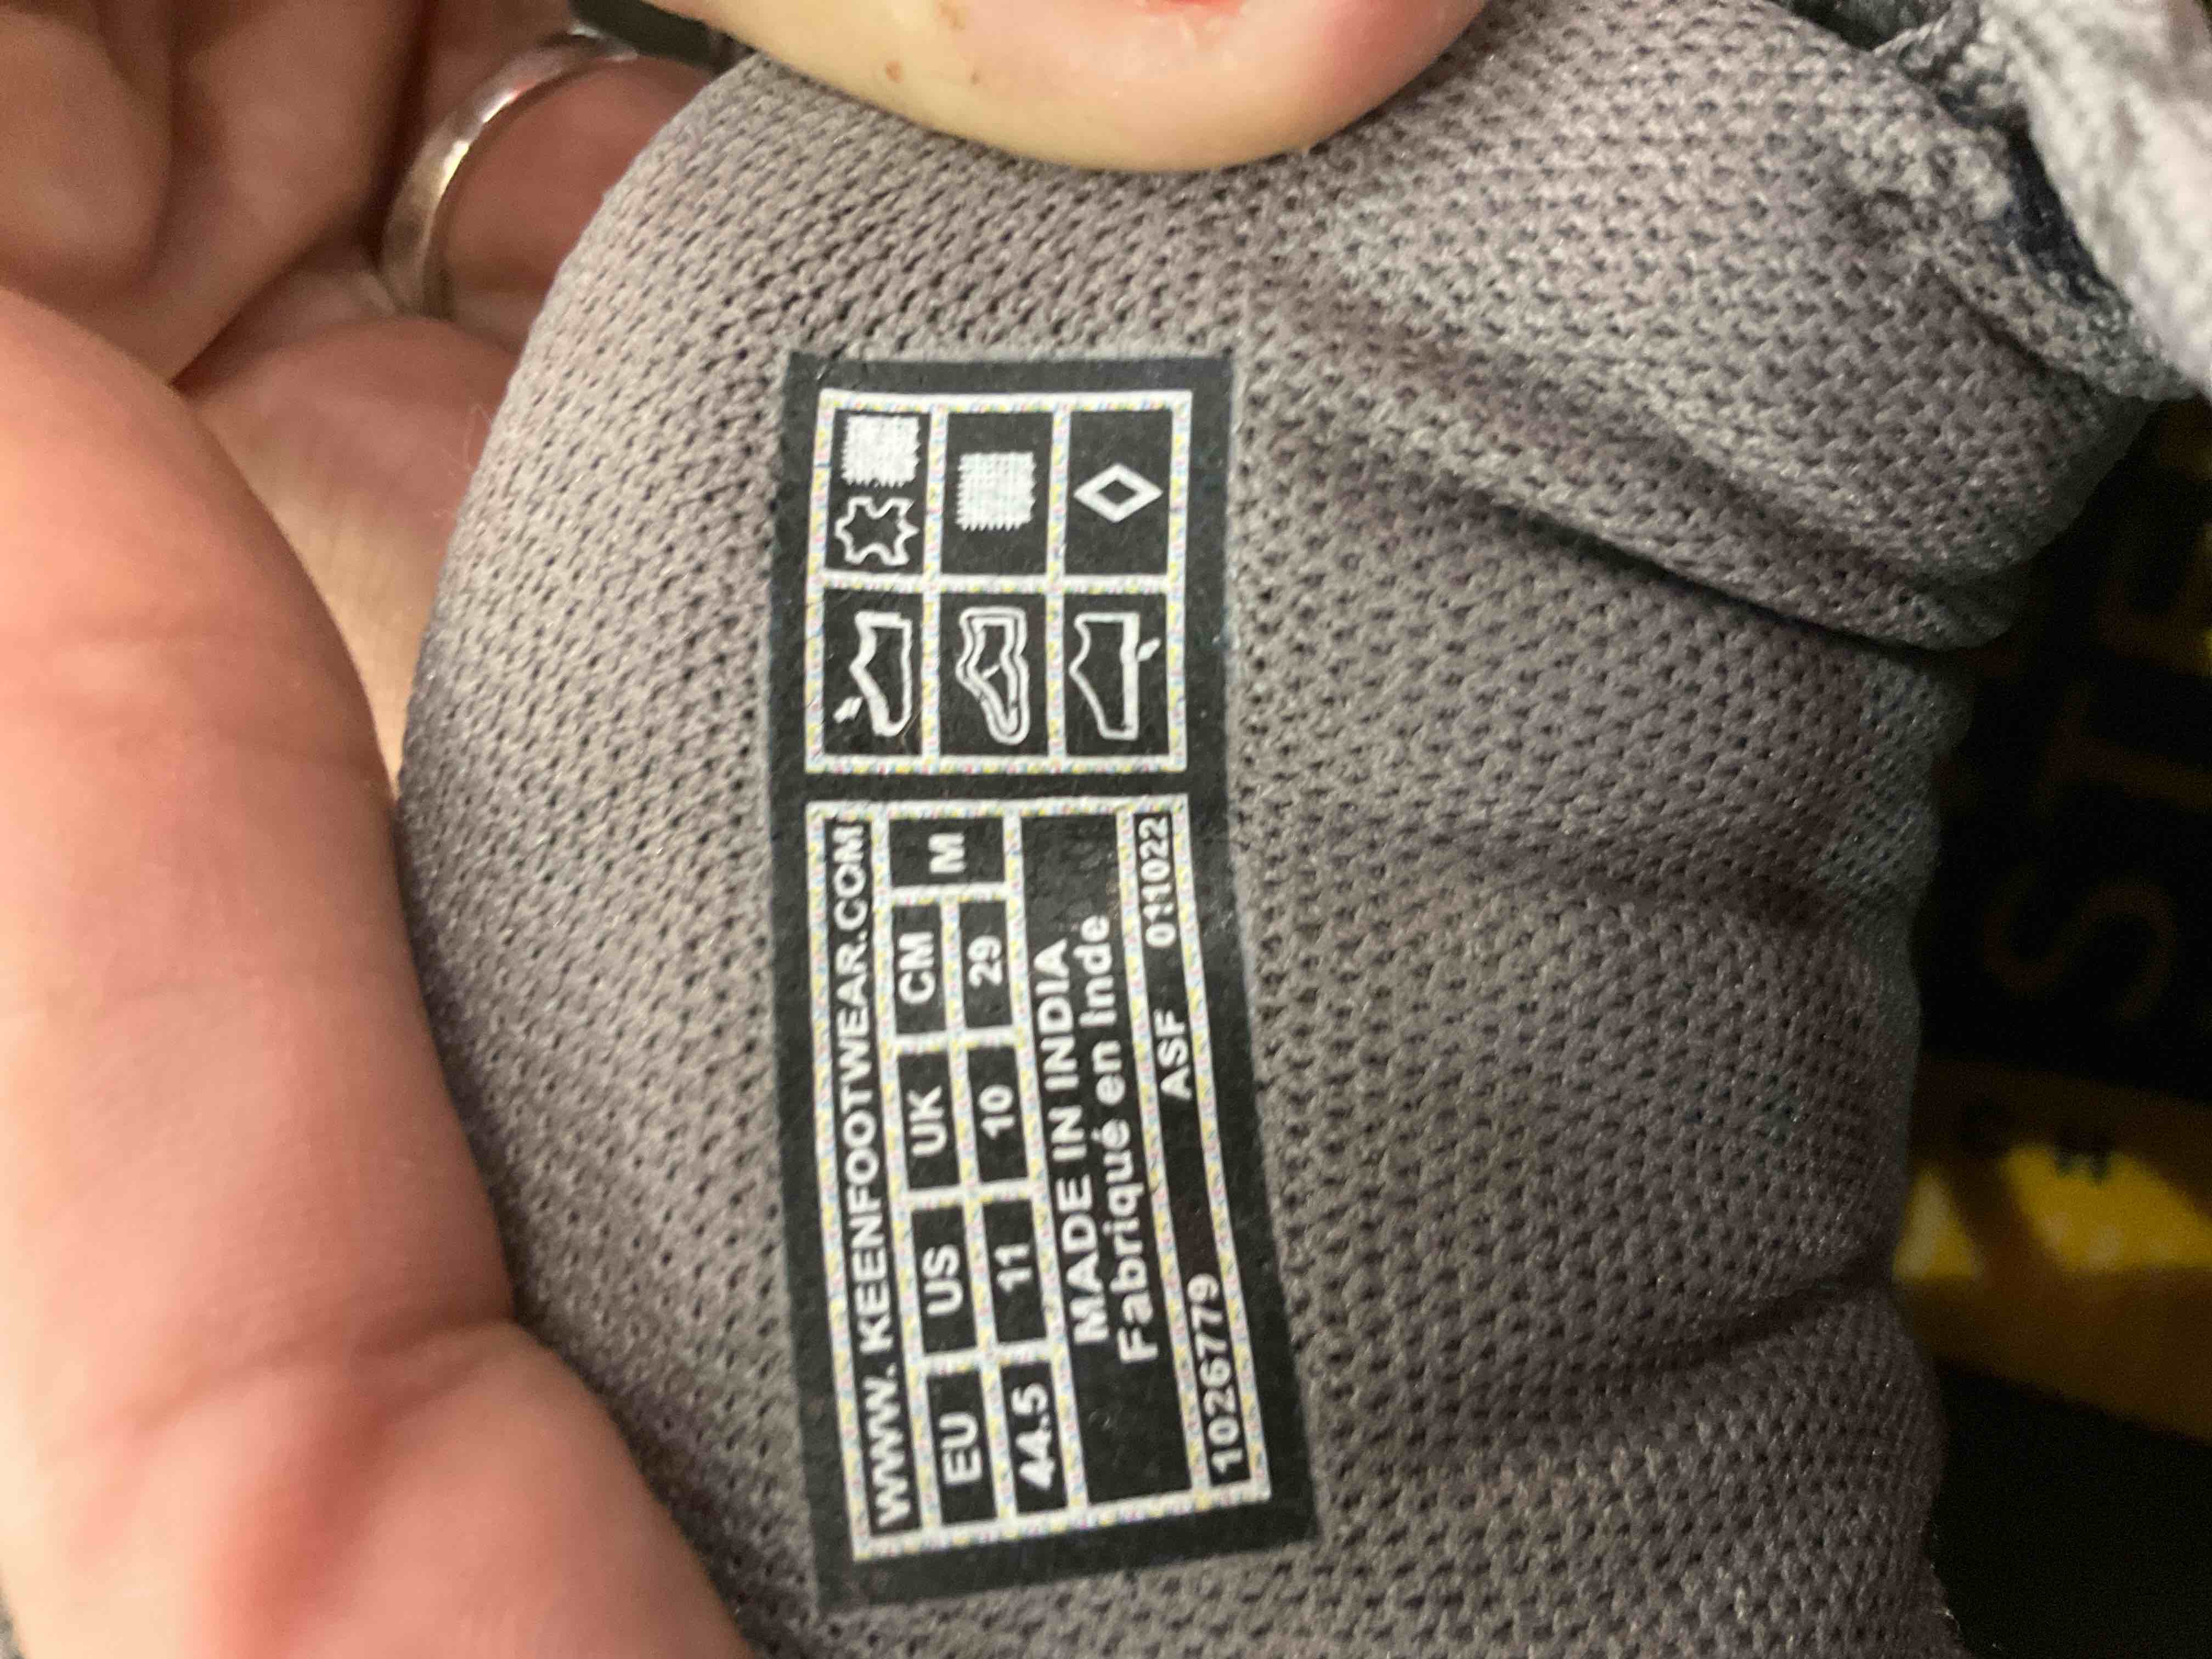 WWW.KEENFOOTWEAR.COM
EU US UK CM M
44.5 11 10 29
MADE IN INDIA
Fabriqué en Inde
1026779 ASF 011022